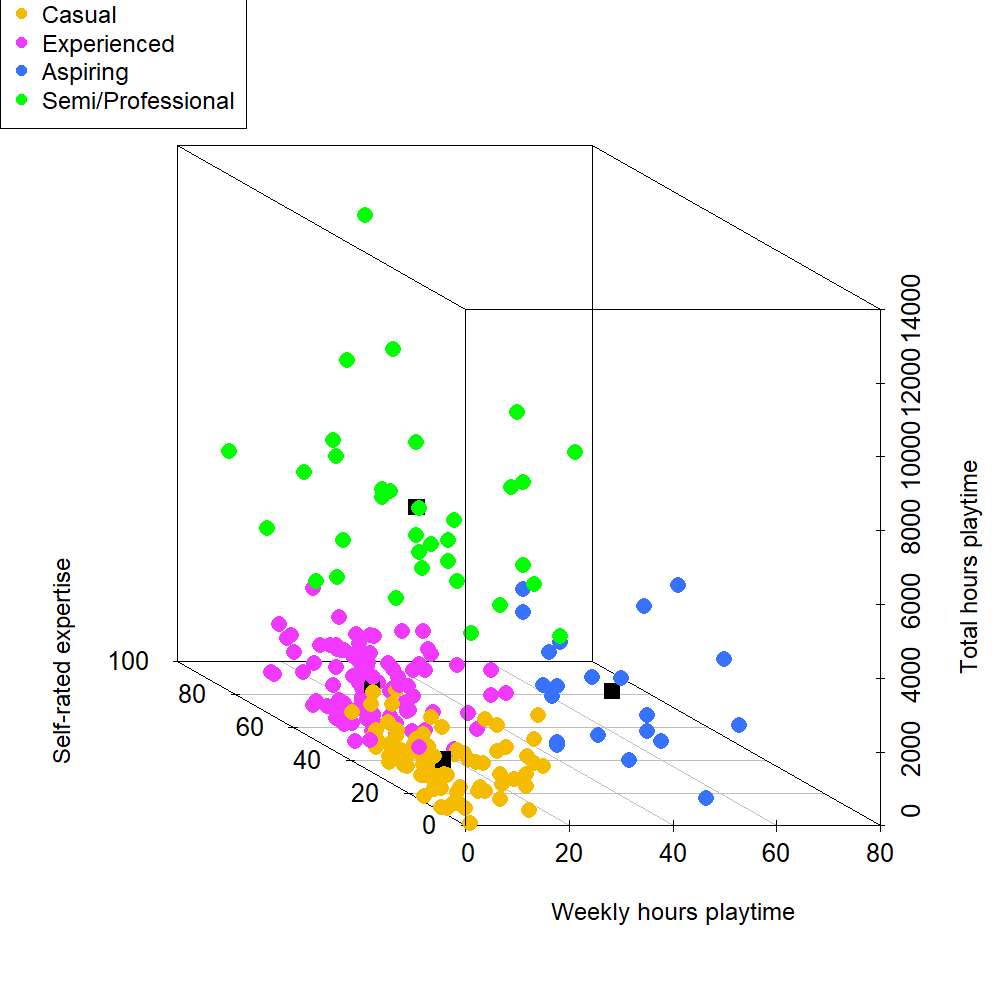 Casual
Experienced
Aspiring
Semi/Professional
Self-rated expertise
100
80
60
40
20
0
0
20
40
60
80
Weekly hours playtime
14000
12000
10000
8000
6000
4000
2000
0
Total hours playtime